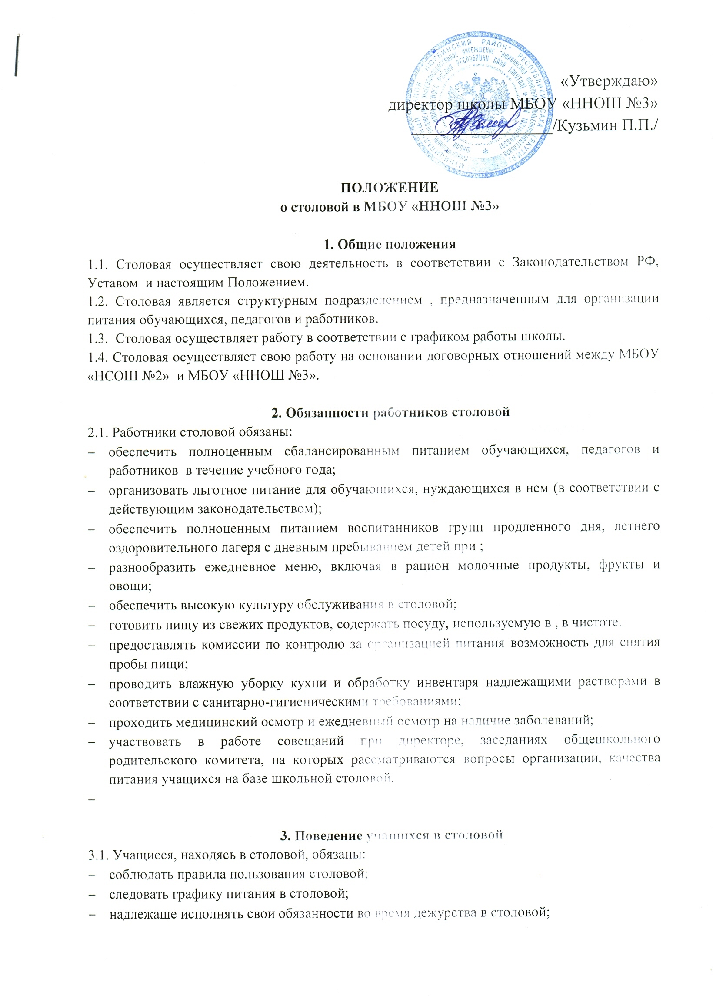 «Утверждаю»
директор школы МБОУ «ННОШ №3»
/Кузьмин П.П./
ПОЛОЖЕНИЕ
о столовой в МБОУ «ННОШ №3»
1. Общие положения
1.1. Столовая осуществляет свою деятельность в соответствии с Законодательством РФ,
Уставом и настоящим Положением.
1.2. Столовая является структурным подразделением , предназначенным для организации
питания обучающихся, педагогов и работников.
1.3. Столовая осуществляет работу в соответствии с графиком работы школы.
1.4. Столовая осуществляет свою работу на основании договорных отношений между МБОУ
«НСОШ №2» и МБОУ «ННОШ №3».
2. Обязанности работников столовой
2.1. Работники столовой обязаны:
– обеспечить полноценным сбалансированным питанием обучающихся, педагогов и
работников в течение учебного года;
– организовать льготное питание для обучающихся, нуждающихся в нем (в соответствии с
действующим законодательством);
– обеспечить полноценным питанием воспитанников групп продленного дня, летнего
оздоровительного лагеря с дневным пребыванием детей при ;
– разнообразить ежедневное меню, включая в рацион молочные продукты, фрукты и
овощи;
– обеспечить высокую культуру обслуживания в столовой;
– готовить пищу из свежих продуктов, содержать посуду, используемую в , в чистоте.
– предоставлять комиссии по контролю за организацией питания возможность для снятия
пробы пищи;
– проводить влажную уборку кухни и обработку инвентаря надлежащими растворами в
соответствии с санитарно-гигиеническими требованиями;
– проходить медицинский осмотр и ежедневный осмотр на наличие заболеваний;
– участвовать в работе совещаний при директоре, заседаниях общешкольного
родительского комитета, на которых рассматриваются вопросы организации, качества
питания учащихся на базе школьной столовой.
–
3. Поведение учащихся в столовой
3.1. Учащиеся, находясь в столовой, обязаны:
– соблюдать правила пользования столовой;
– следовать графику питания в столовой;
– надлежаще исполнять свои обязанности во время дежурства в столовой;